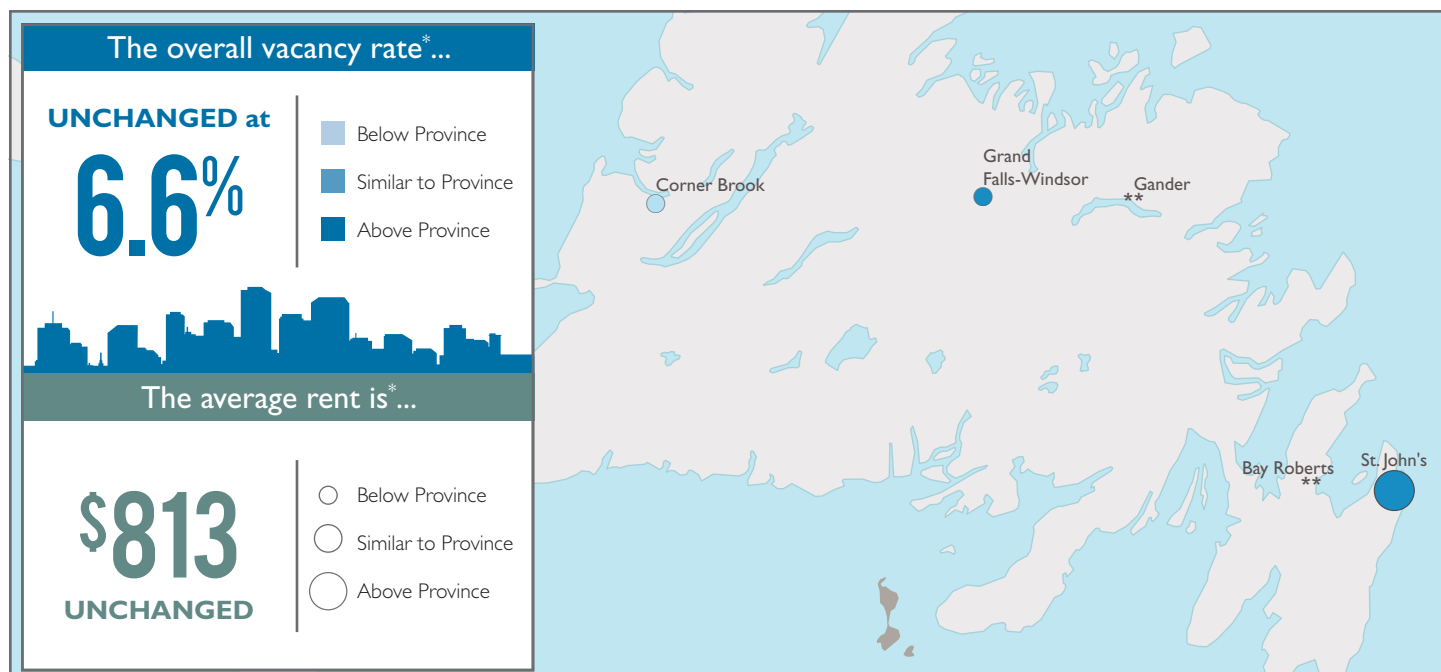 The overall vacancy rate*...
UNCHANGED at
6.6%
Below Province
Similar to Province
Above Province
The average rent is*...
$813
UNCHANGED
Below Province
Similar to Province
Above Province
Corner Brook
Grand
Falls-Windsor
Gander
**
Bay Roberts
**
St. John's